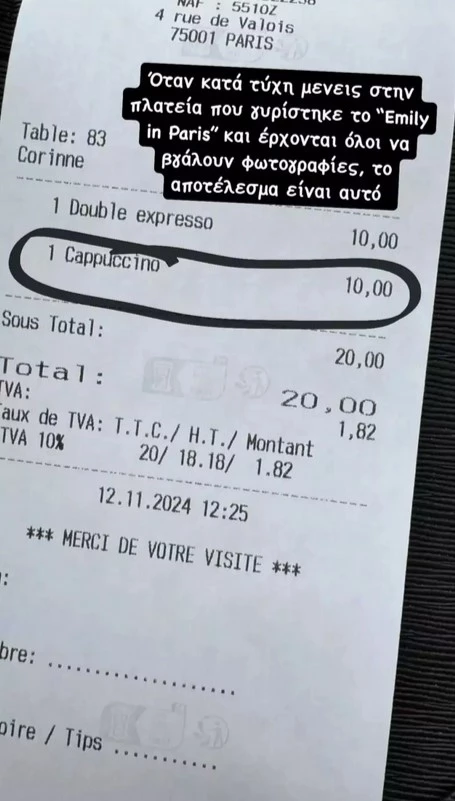 NAF : 5510Z
4 rue de Valois
75001 PARIS
Όταν κατά τύχη μενεις στην
πλατεία που γυρίστηκε το “Emily
in Paris” και έρχονται όλοι να
βγάλουν φωτογραφίες, το
αποτέλεσμα είναι αυτό
Table: 83
Corinne
1 Double expresso 10,00
1 Cappuccino 10,00
Sous Total: 20,00
Total: 20,00
TVA: 1,82
Taux de TVA: T.T.C./ H.T./ Montant
TVA 10% 20/ 18.18/ 1.82
12.11.2024 12:25
*** MERCI DE VOTRE VISITE ***
bre: ....................
oire / Tips ............